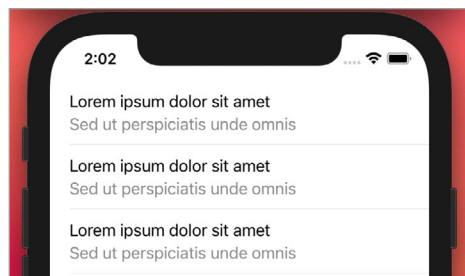 2:02
Lorem ipsum dolor sit amet
Sed ut perspiciatis unde omnis
Lorem ipsum dolor sit amet
Sed ut perspiciatis unde omnis
Lorem ipsum dolor sit amet
Sed ut perspiciatis unde omnis